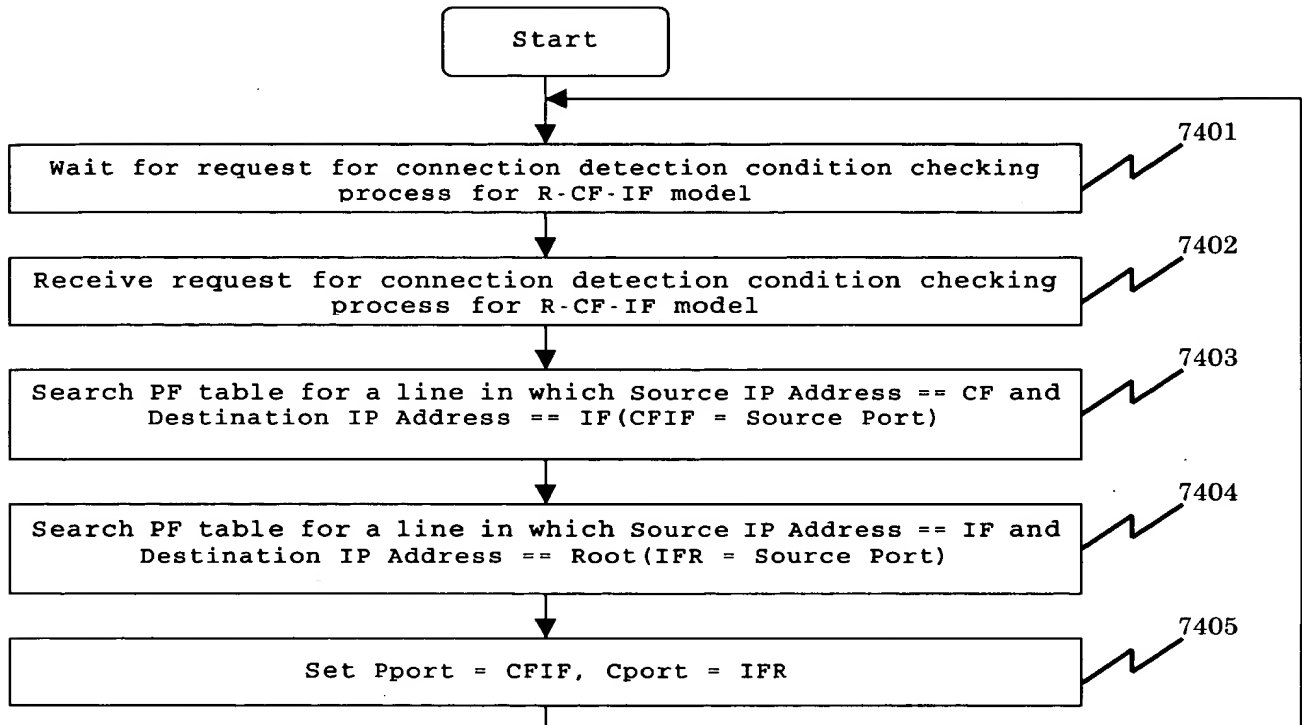 Start
7401
Wait for request for connection detection condition checking
process for R-CF-IF model
7402
Receive request for connection detection condition checking
process for R-CF-IF model
7403
Search PF table for a line in which Source IP Address == CF and
Destination IP Address == IF(CFIF = Source Port)
7404
Search PF table for a line in which Source IP Address == IF and
Destination IP Address == Root(IFR = Source Port)
7405
Set Pport = CFIF, Cport = IFR